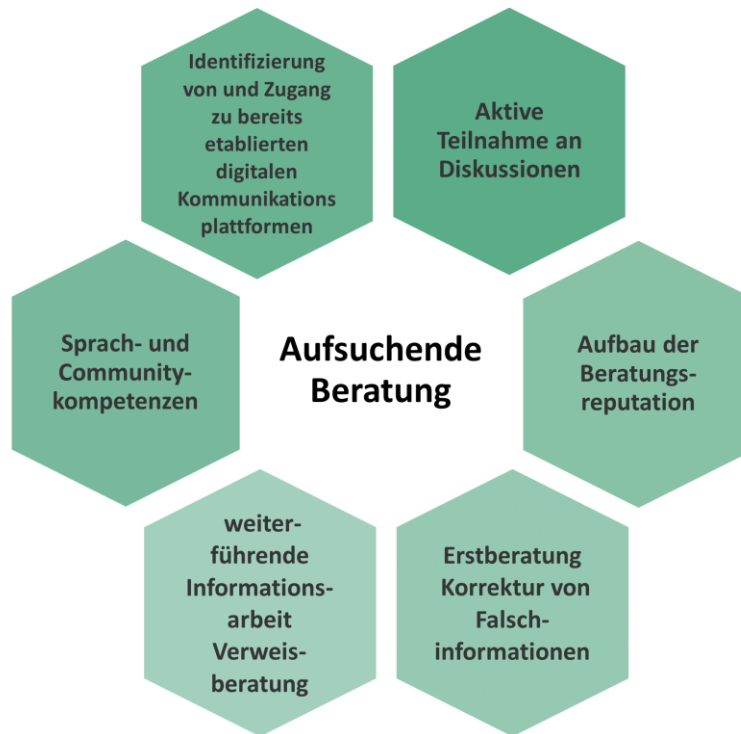 Identifizierung
von und Zugang
zu bereits
etablierten
digitalen
Kommunikations
plattformen
Aktive
Teilnahme an
Diskussionen
Sprach- und
Community-
kompetenzen
Aufsuchende
Beratung
Aufbau der
Beratungs-
reputation
weiter-
führende
Informations-
arbeit
Verweis-
beratung
Erstberatung
Korrektur von
Falsch-
informationen